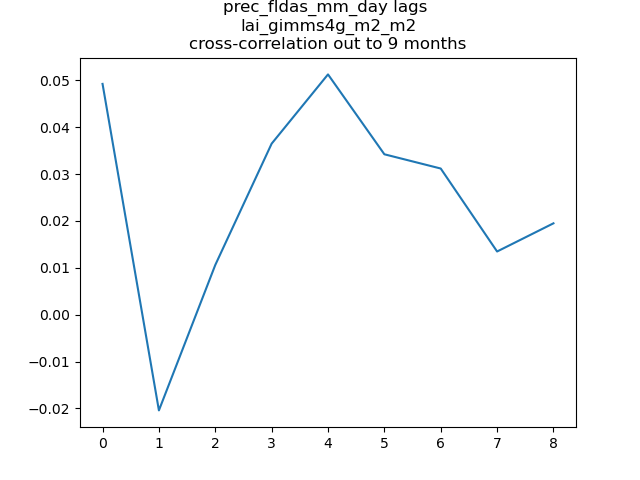 prec_fldas_mm_day lags
lai_gimms4g_m2_m2
cross-correlation out to 9 months
0.05
0.04
0.03
0.02
0.01
0.00
−0.01
−0.02
0 1 2 3 4 5 6 7 8